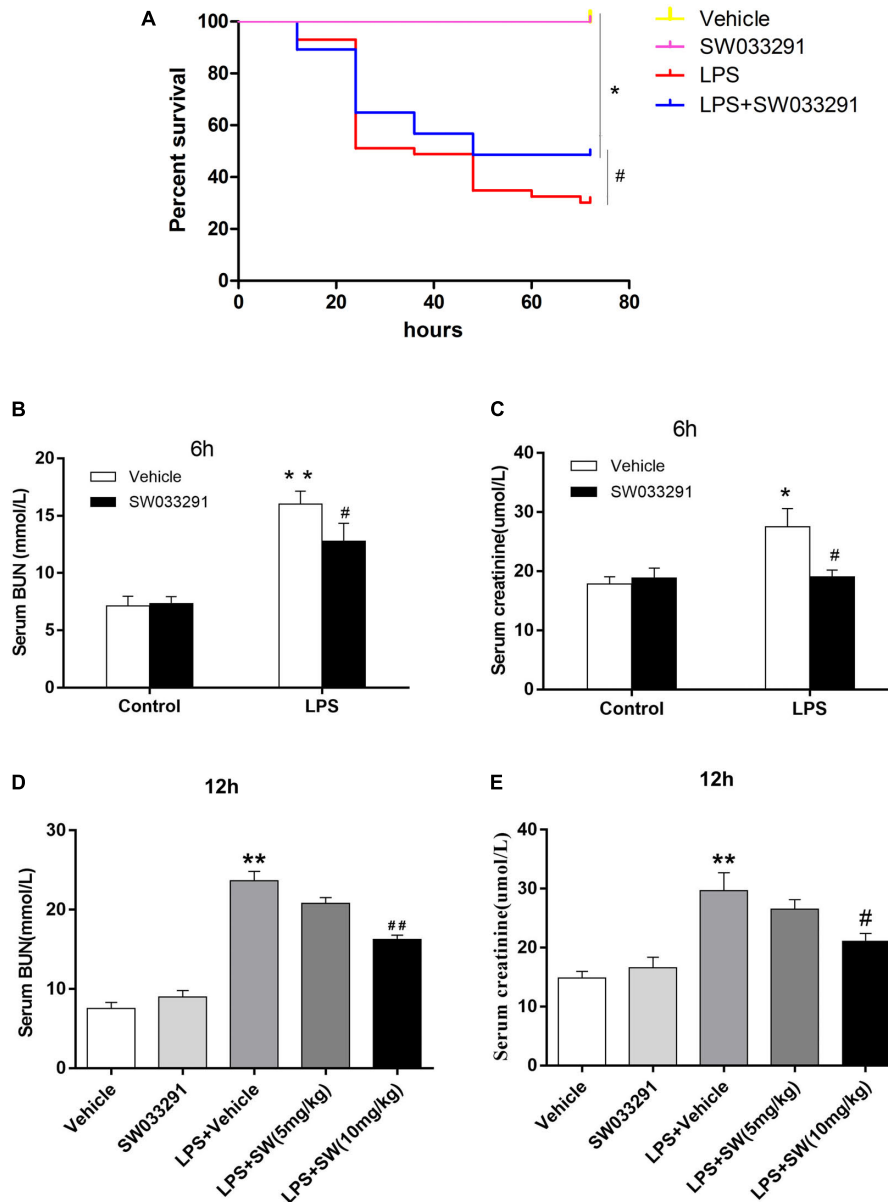 A
Percent survival
100
80
60
40
20
0
0 20 40 60 80
hours
Vehicle
SW033291
LPS
LPS+SW033291
*
#
B
6h
Serum BUN (mmol/L)
20
15
10
5
0
Vehicle
SW033291
* *
#
Control LPS
C
6h
Serum creatinine(umol/L)
40
30
20
10
0
Vehicle
SW033291
*
#
Control LPS
D
12h
Serum BUN(mmol/L)
30
20
10
0
**
##
Vehicle
SW033291
LPS+Vehicle
LPS+SW(5mg/kg)
LPS+SW(10mg/kg)
E
12h
Serum creatinine(umol/L)
40
30
20
10
0
**
#
Vehicle
SW033291
LPS+Vehicle
LPS+SW(5mg/kg)
LPS+SW(10mg/kg)